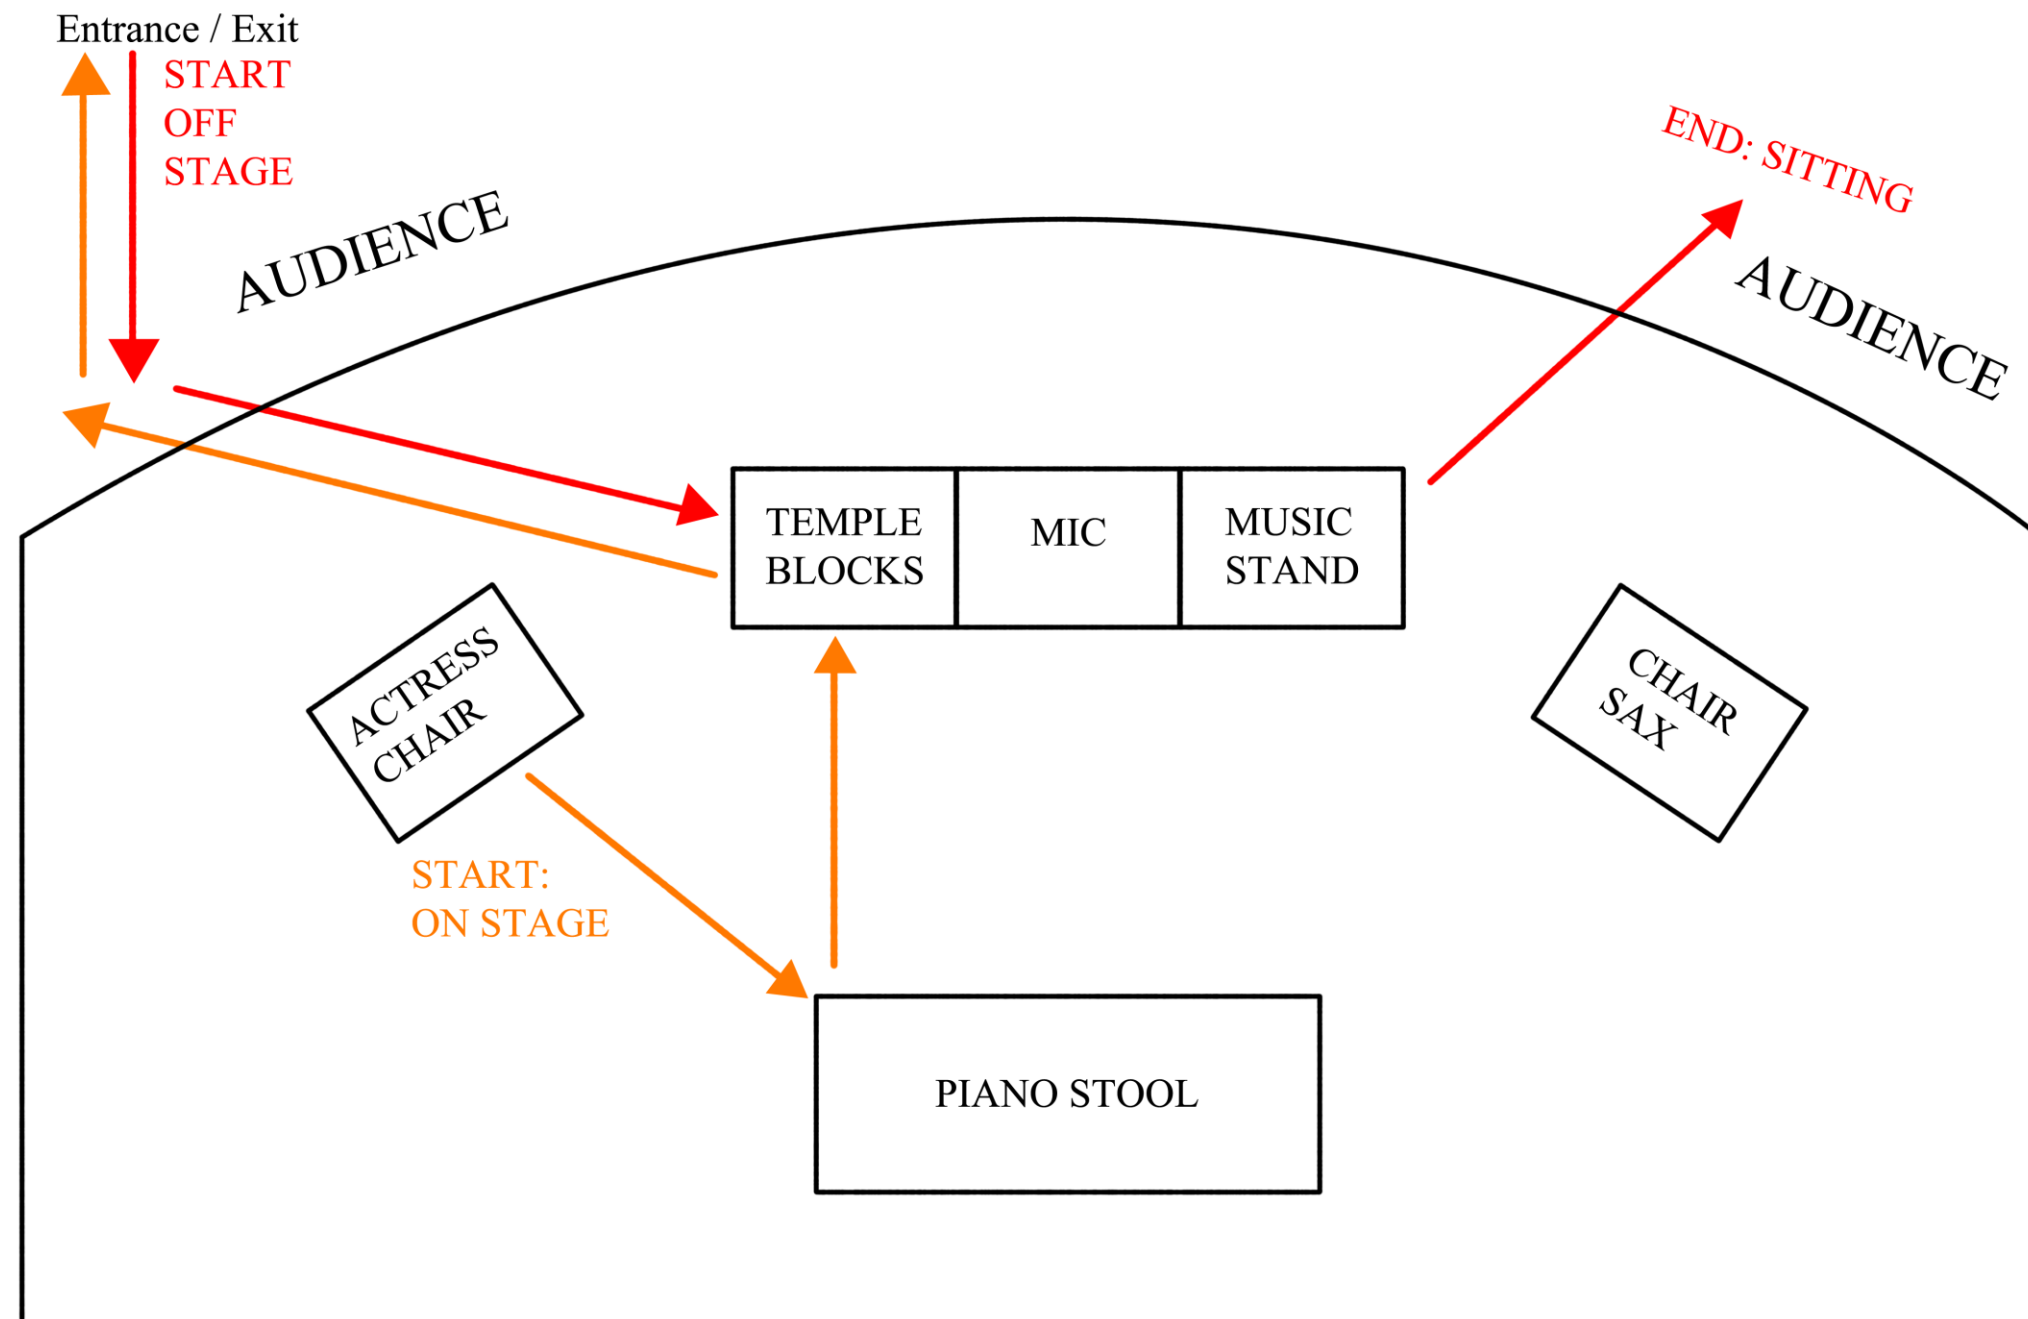 Entrance / Exit
START
OFF
STAGE
END: SITTING
AUDIENCE
AUDIENCE
TEMPLE
BLOCKS
MIC
MUSIC
STAND
ACTRESS
CHAIR
CHAIR
SAX
START:
ON STAGE
PIANO STOOL